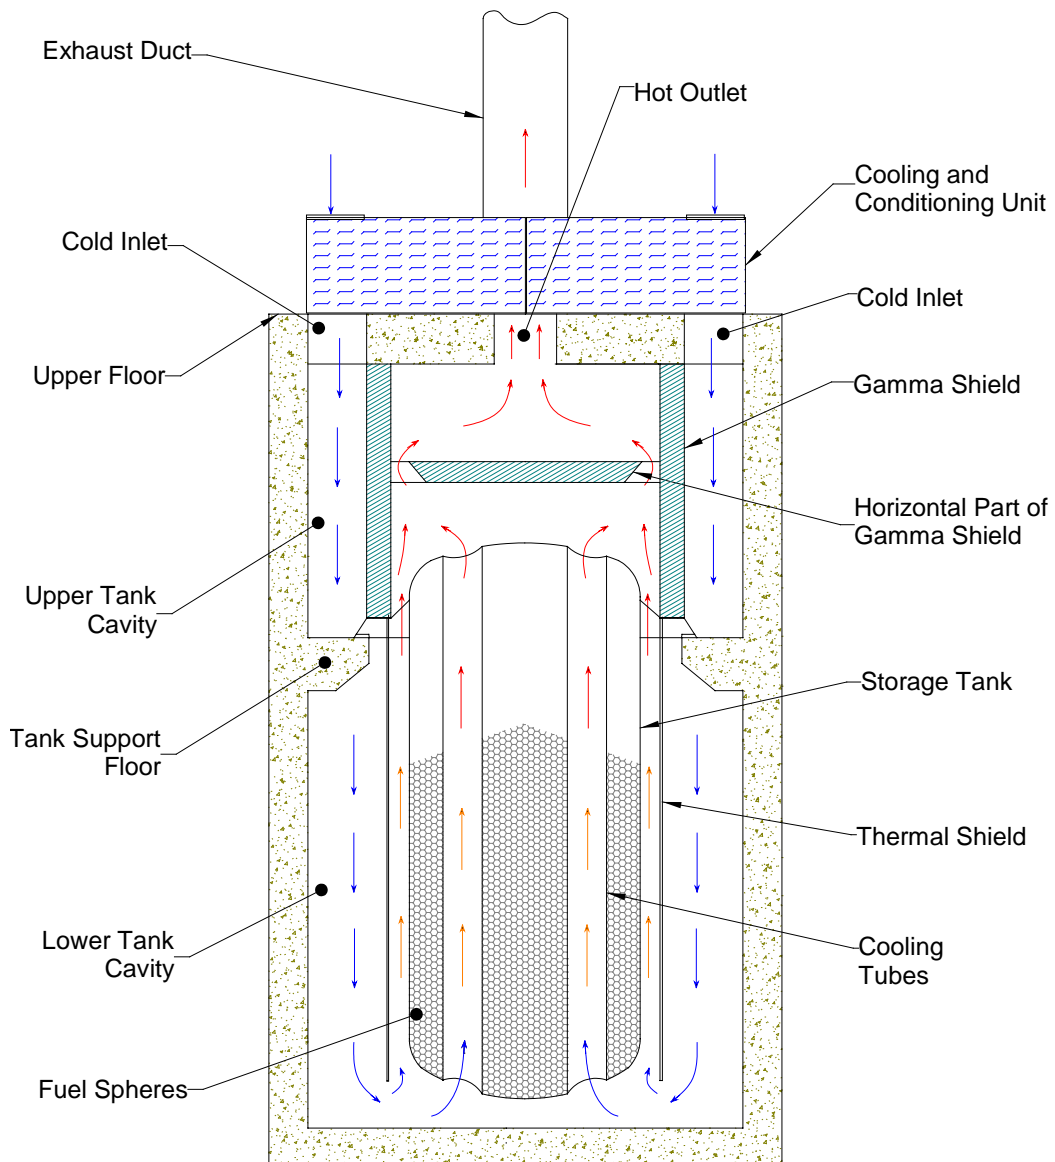 Exhaust Duct
Hot Outlet
Cooling and
Conditioning Unit
Cold Inlet
Cold Inlet
Upper Floor
Gamma Shield
Horizontal Part of
Gamma Shield
Upper Tank
Cavity
Storage Tank
Tank Support
Floor
Thermal Shield
Lower Tank
Cavity
Cooling
Tubes
Fuel Spheres